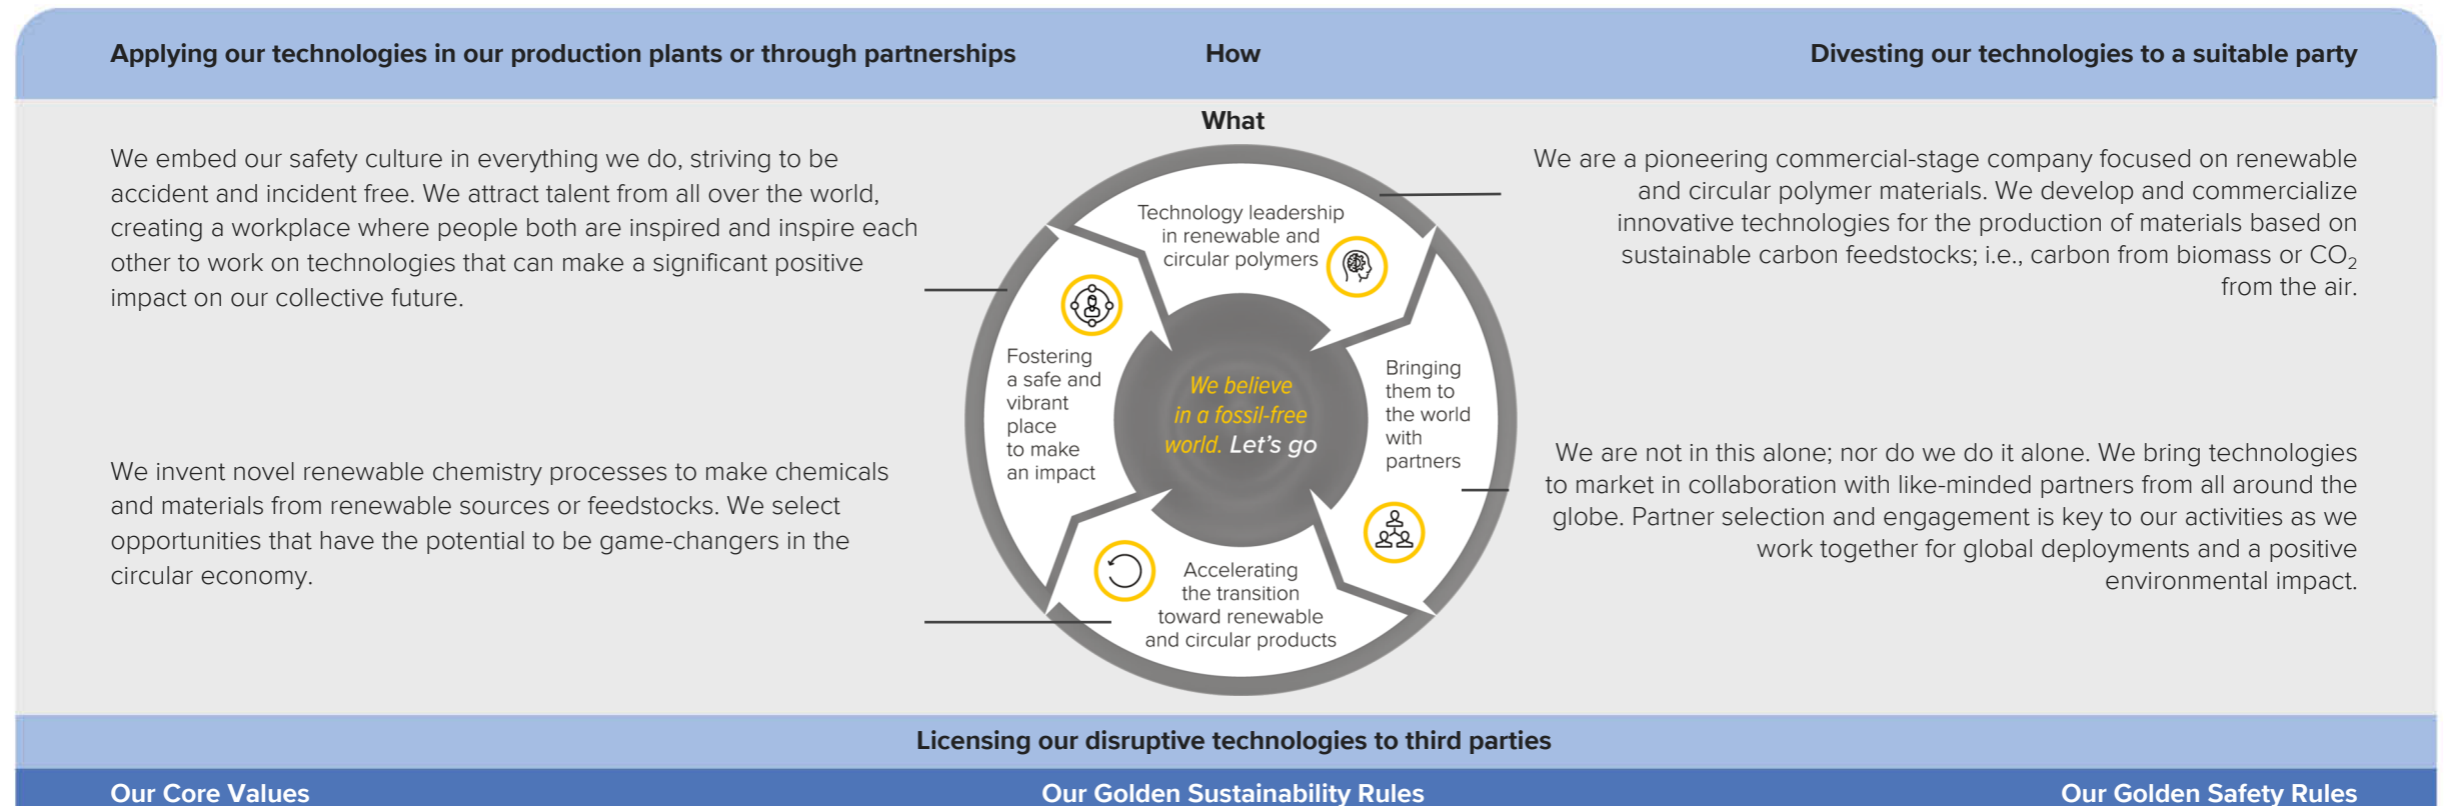 Applying our technologies in our production plants or through partnerships
How
Divesting our technologies to a suitable party
What
We embed our safety culture in everything we do, striving to be
accident and incident free. We attract talent from all over the world,
creating a workplace where people both are inspired and inspire each
other to work on technologies that can make a significant positive
impact on our collective future.
We invent novel renewable chemistry processes to make chemicals
and materials from renewable sources or feedstocks. We select
opportunities that have the potential to be game-changers in the
circular economy.
Technology leadership
in renewable and
circular polymers
Fostering
a safe and
vibrant
place
to make
an impact
We believe
in a fossil-free
world. Let's go
Bringing
them to
the world
with
partners
Accelerating
the transition
toward renewable
and circular products
We are a pioneering commercial-stage company focused on renewable
and circular polymer materials. We develop and commercialize
innovative technologies for the production of materials based on
sustainable carbon feedstocks; i.e., carbon from biomass or CO₂
from the air.
We are not in this alone; nor do we do it alone. We bring technologies
to market in collaboration with like-minded partners from all around the
globe. Partner selection and engagement is key to our activities as we
work together for global deployments and a positive
environmental impact.
Licensing our disruptive technologies to third parties
Our Core Values
Our Golden Sustainability Rules
Our Golden Safety Rules